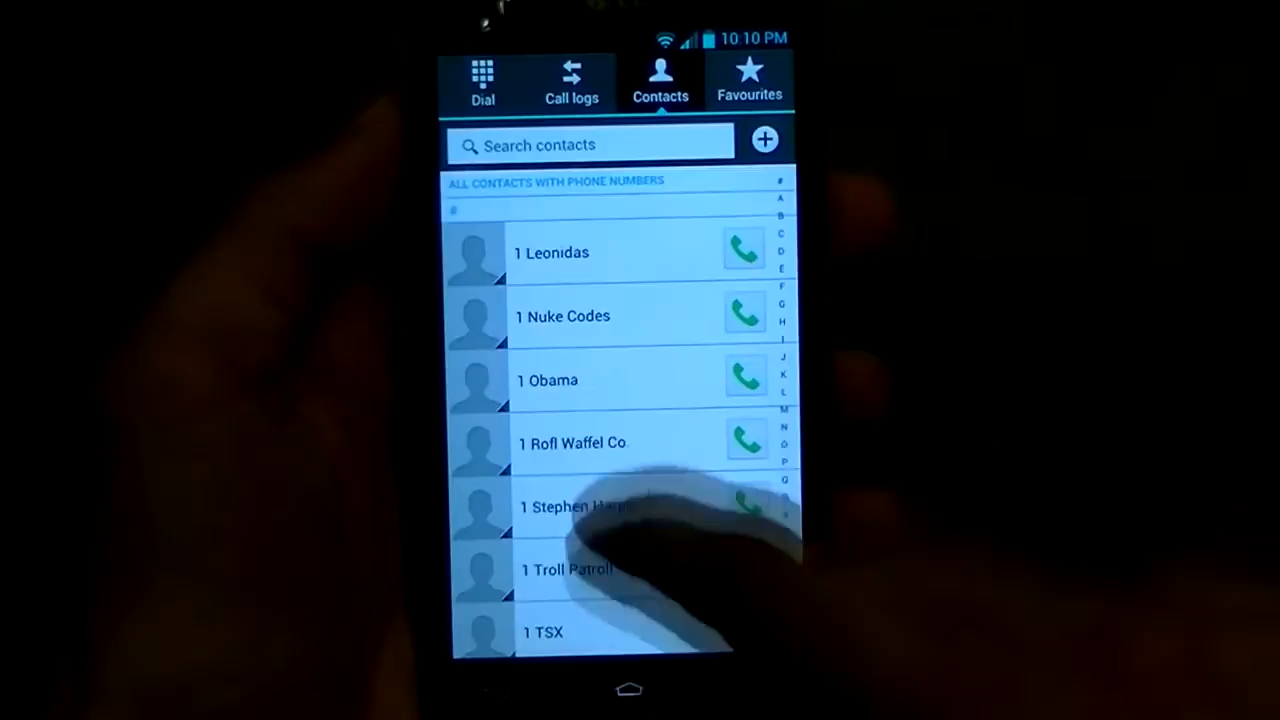 10:10 PM
Dial
Call logs
Contacts
Favourites
Search contacts
ALL CONTACTS WITH PHONE NUMBERS
#
#
A
B
C
D
E
F
G
H
I
J
K
L
M
N
O
P
Q
1 Leonidas
1 Nuke Codes
1 Obama
1 Rofl Waffel Co
1 Stephen
1 Troll Patroll
1 TSX